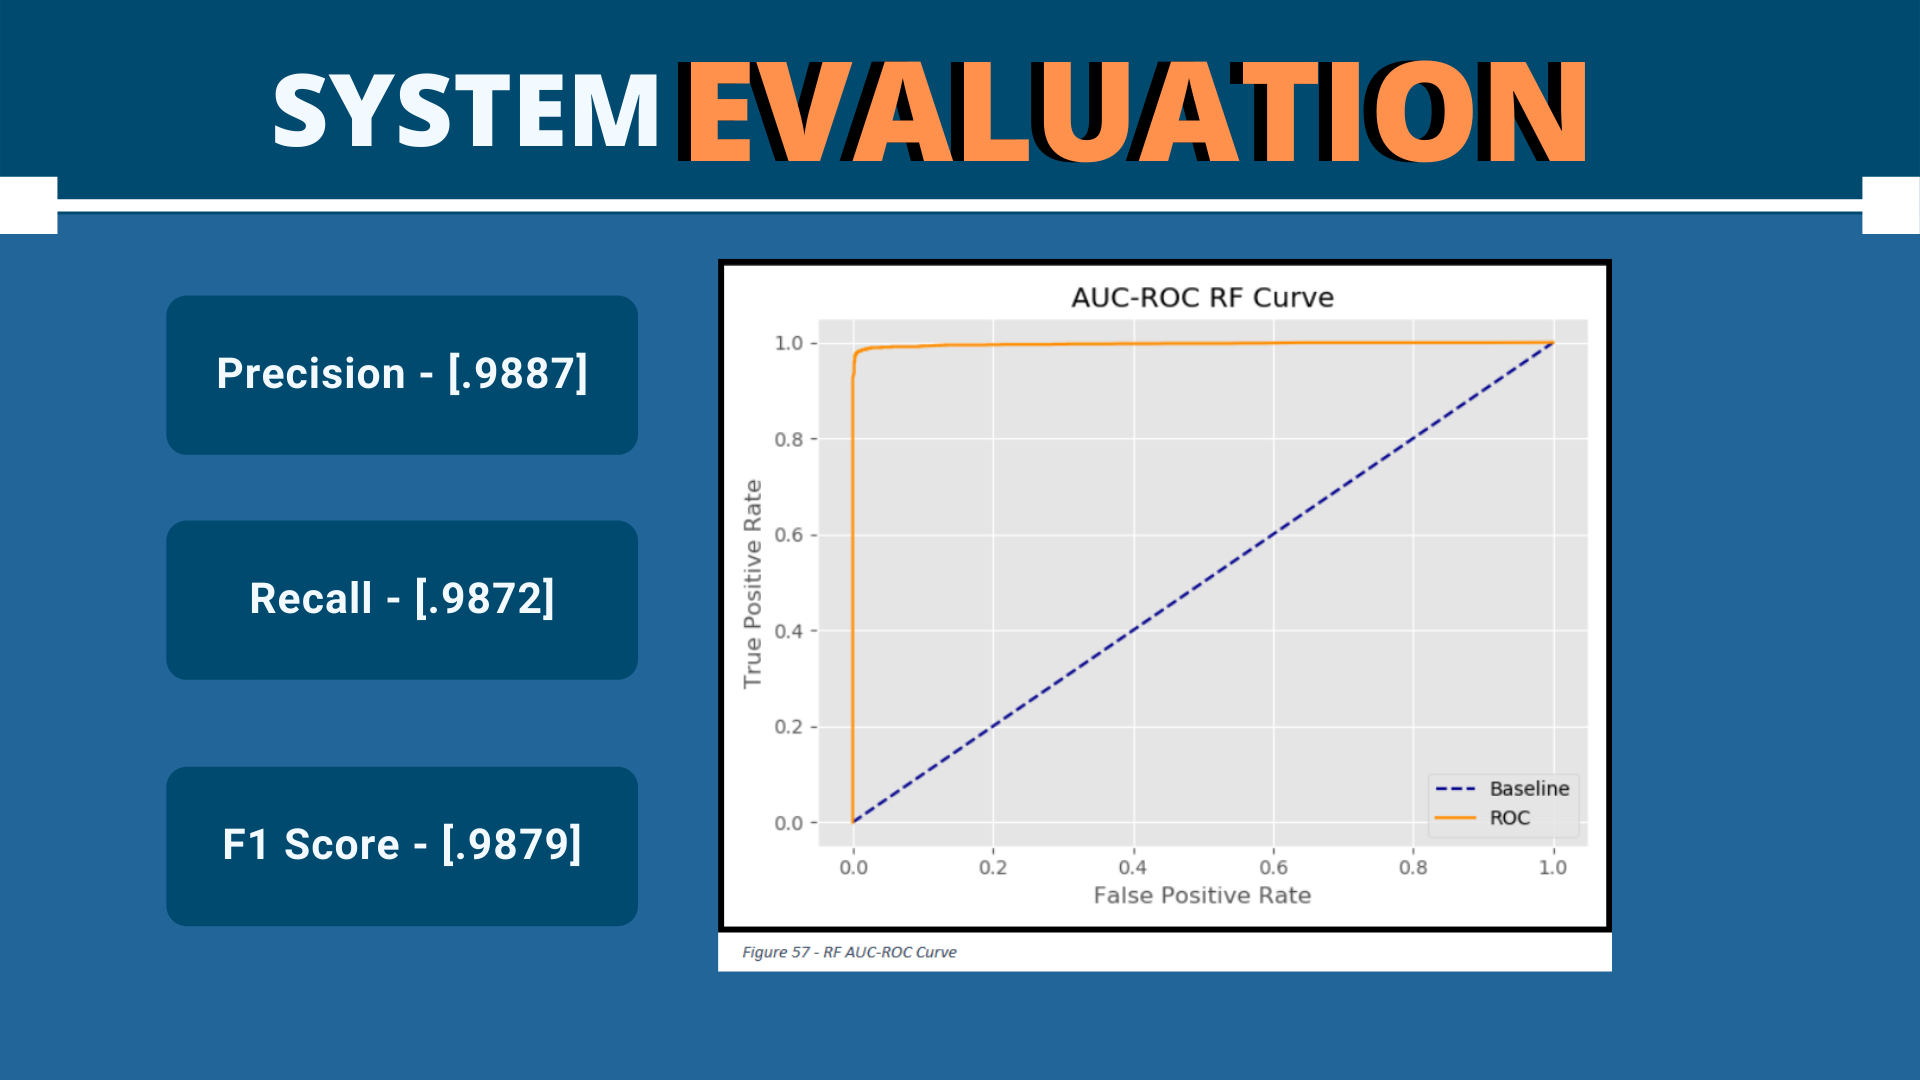 SYSTEM EVALUATION
Precision - [.9887]
Recall - [.9872]
F1 Score - [.9879]
AUC-ROC RF Curve
1.0
0.8
0.6
0.4
0.2
0.0
True Positive Rate
0.0 0.2 0.4 0.6 0.8 1.0
False Positive Rate
Baseline
ROC
Figure 57 - RF AUC-ROC Curve